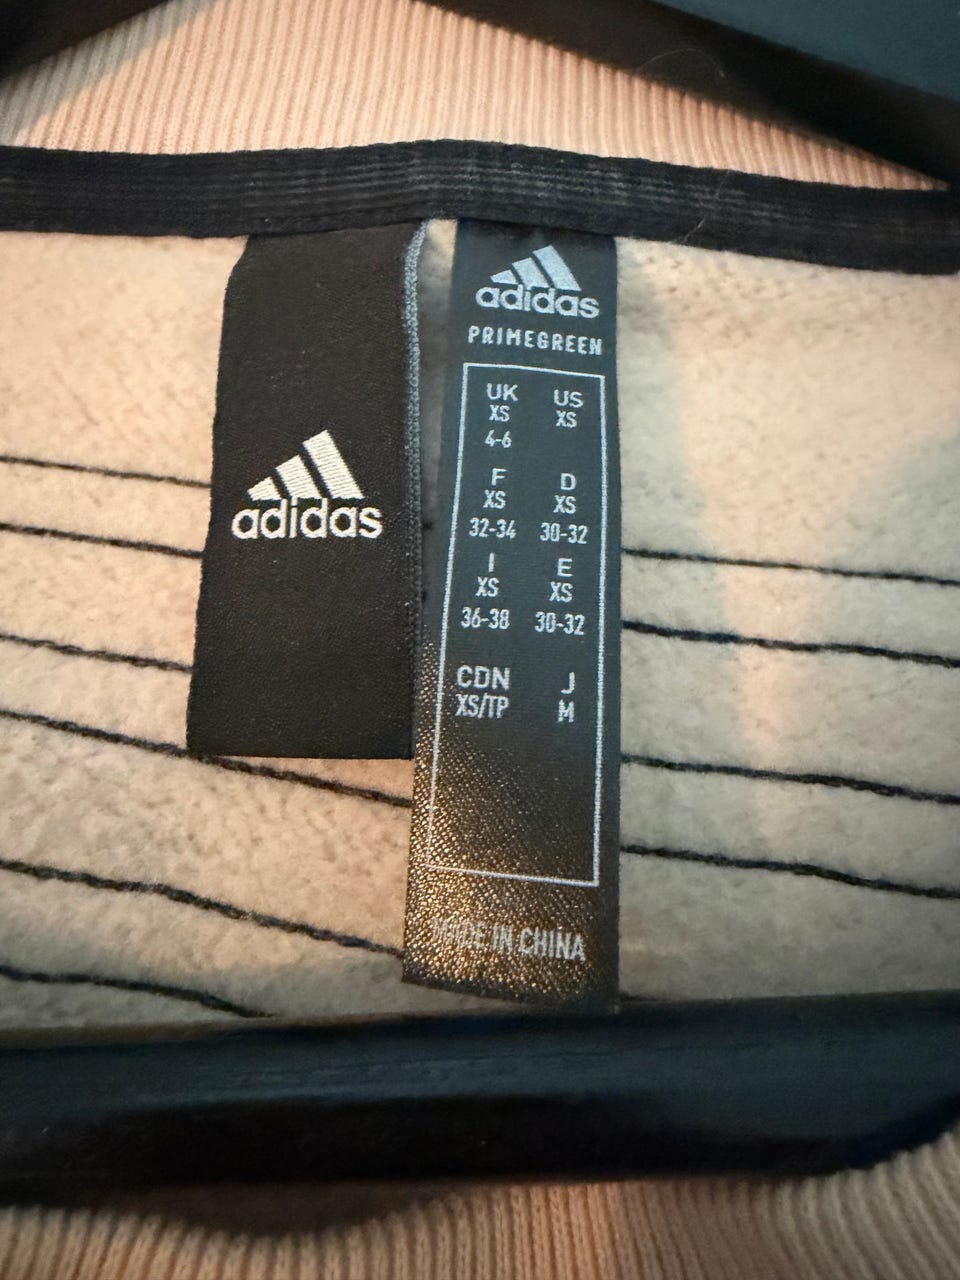 adidas
adidas
PRIMEGREEN
UK US
XS XS
4-6
F D
XS XS
32-34 30-32
I E
XS XS
36-38 30-32
CDN J
XS/TP M
MADE IN CHINA